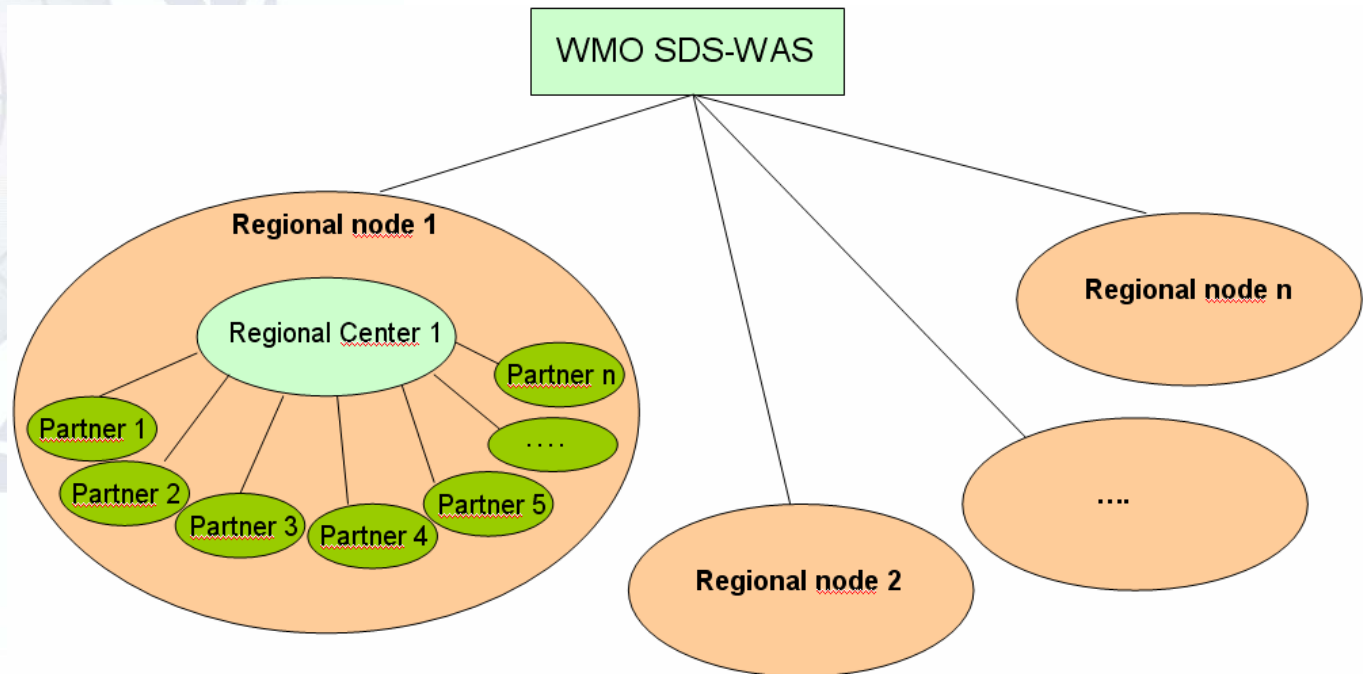 WMO SDS-WAS
Regional node 1
Regional Center 1
Partner 1
Partner 2
Partner 3
Partner 4
Partner 5
....
Partner n
Regional node 2
....
Regional node n